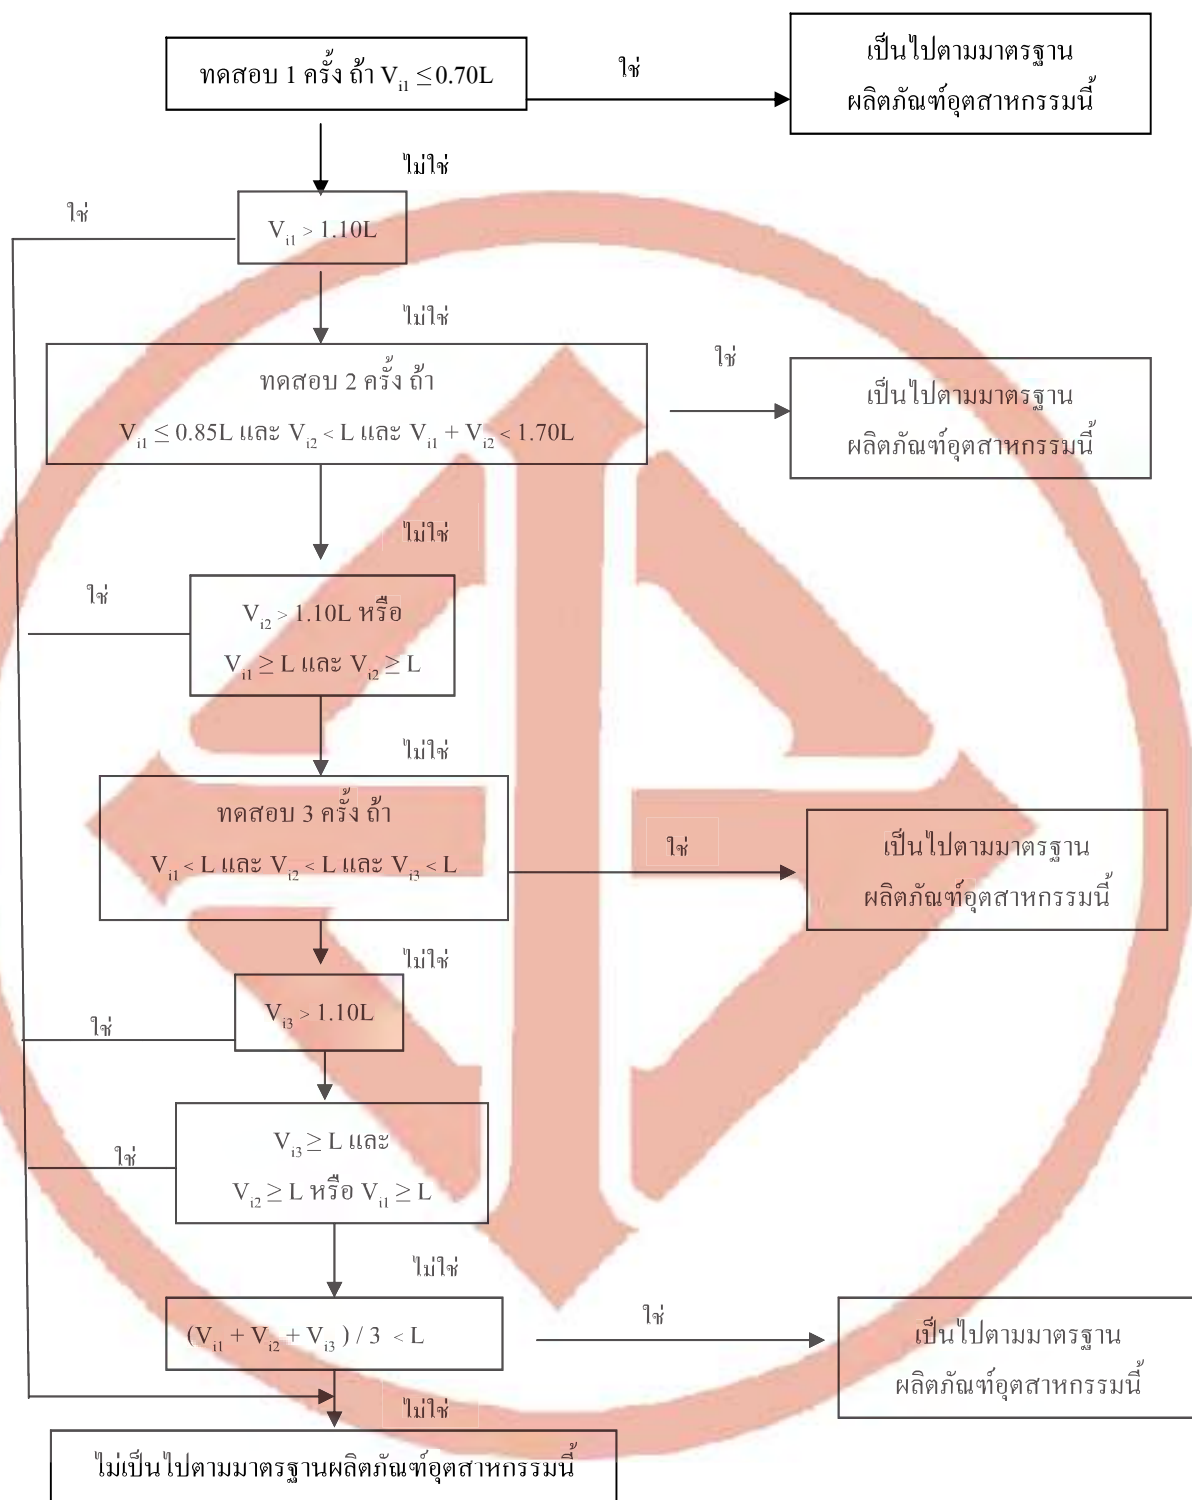 ทดสอบ 1 ครั้ง ถ้า Vi1 ≤ 0.70L
ใช่
เป็นไปตามมาตรฐาน
ผลิตภัณฑ์อุตสาหกรรมนี้
ไม่ใช่
ใช่
Vi1 > 1.10L
ไม่ใช่
ทดสอบ 2 ครั้ง ถ้า
Vi1 ≤ 0.85L และ Vi2 < L และ Vi1 + Vi2 < 1.70L
ใช่
เป็นไปตามมาตรฐาน
ผลิตภัณฑ์อุตสาหกรรมนี้
ไม่ใช่
ใช่
Vi2 > 1.10L หรือ
Vi1 ≥ L และ Vi2 ≥ L
ไม่ใช่
ทดสอบ 3 ครั้ง ถ้า
Vi1 < L และ Vi2 < L และ Vi3 < L
ใช่
เป็นไปตามมาตรฐาน
ผลิตภัณฑ์อุตสาหกรรมนี้
ไม่ใช่
Vi3 > 1.10L
ใช่
Vi3 ≥ L และ
Vi2 ≥ L หรือ Vi1 ≥ L
ใช่
ไม่ใช่
(Vi1 + Vi2 + Vi3 ) / 3 < L
ใช่
เป็นไปตามมาตรฐาน
ผลิตภัณฑ์อุตสาหกรรมนี้
ไม่ใช่
ไม่เป็นไปตามมาตรฐานผลิตภัณฑ์อุตสาหกรรมนี้